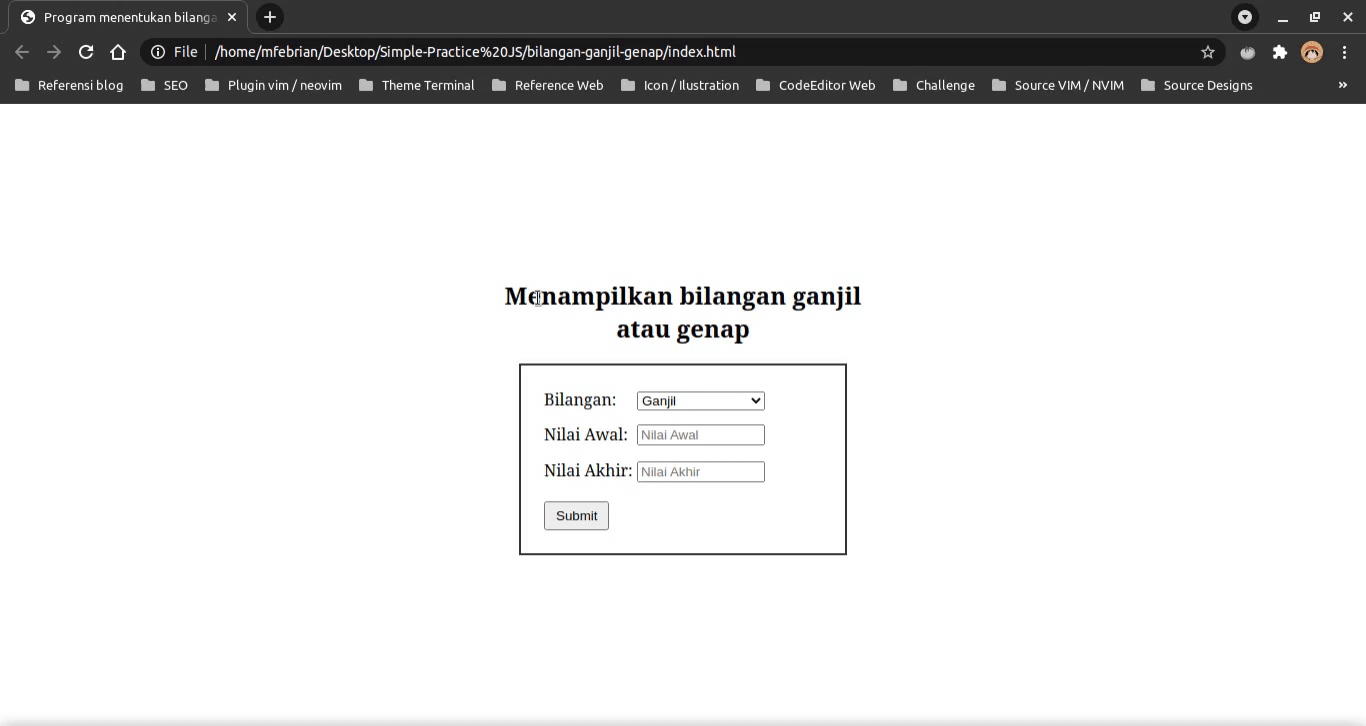 Program menentukan bilanga
File /home/mfebrian/Desktop/Simple-Practice%20JS/bilangan-ganjil-genap/index.html
Referensi blog SEO Plugin vim / neovim Theme Terminal Reference Web Icon / Ilustration CodeEditor Web Challenge Source VIM / NVIM Source Designs »
Menampilkan bilangan ganjil
atau genap
Bilangan: Ganjil
Nilai Awal: Nilai Awal
Nilai Akhir: Nilai Akhir
Submit